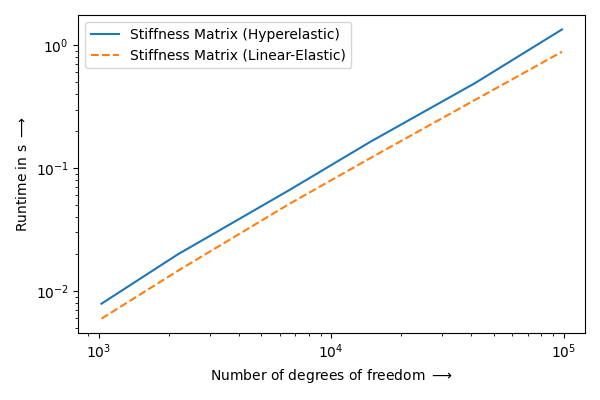 Stiffness Matrix (Hyperelastic)
Stiffness Matrix (Linear-Elastic)
Runtime in s ⟶
10⁰
10⁻¹
10⁻²
10³
10⁴
10⁵
Number of degrees of freedom ⟶